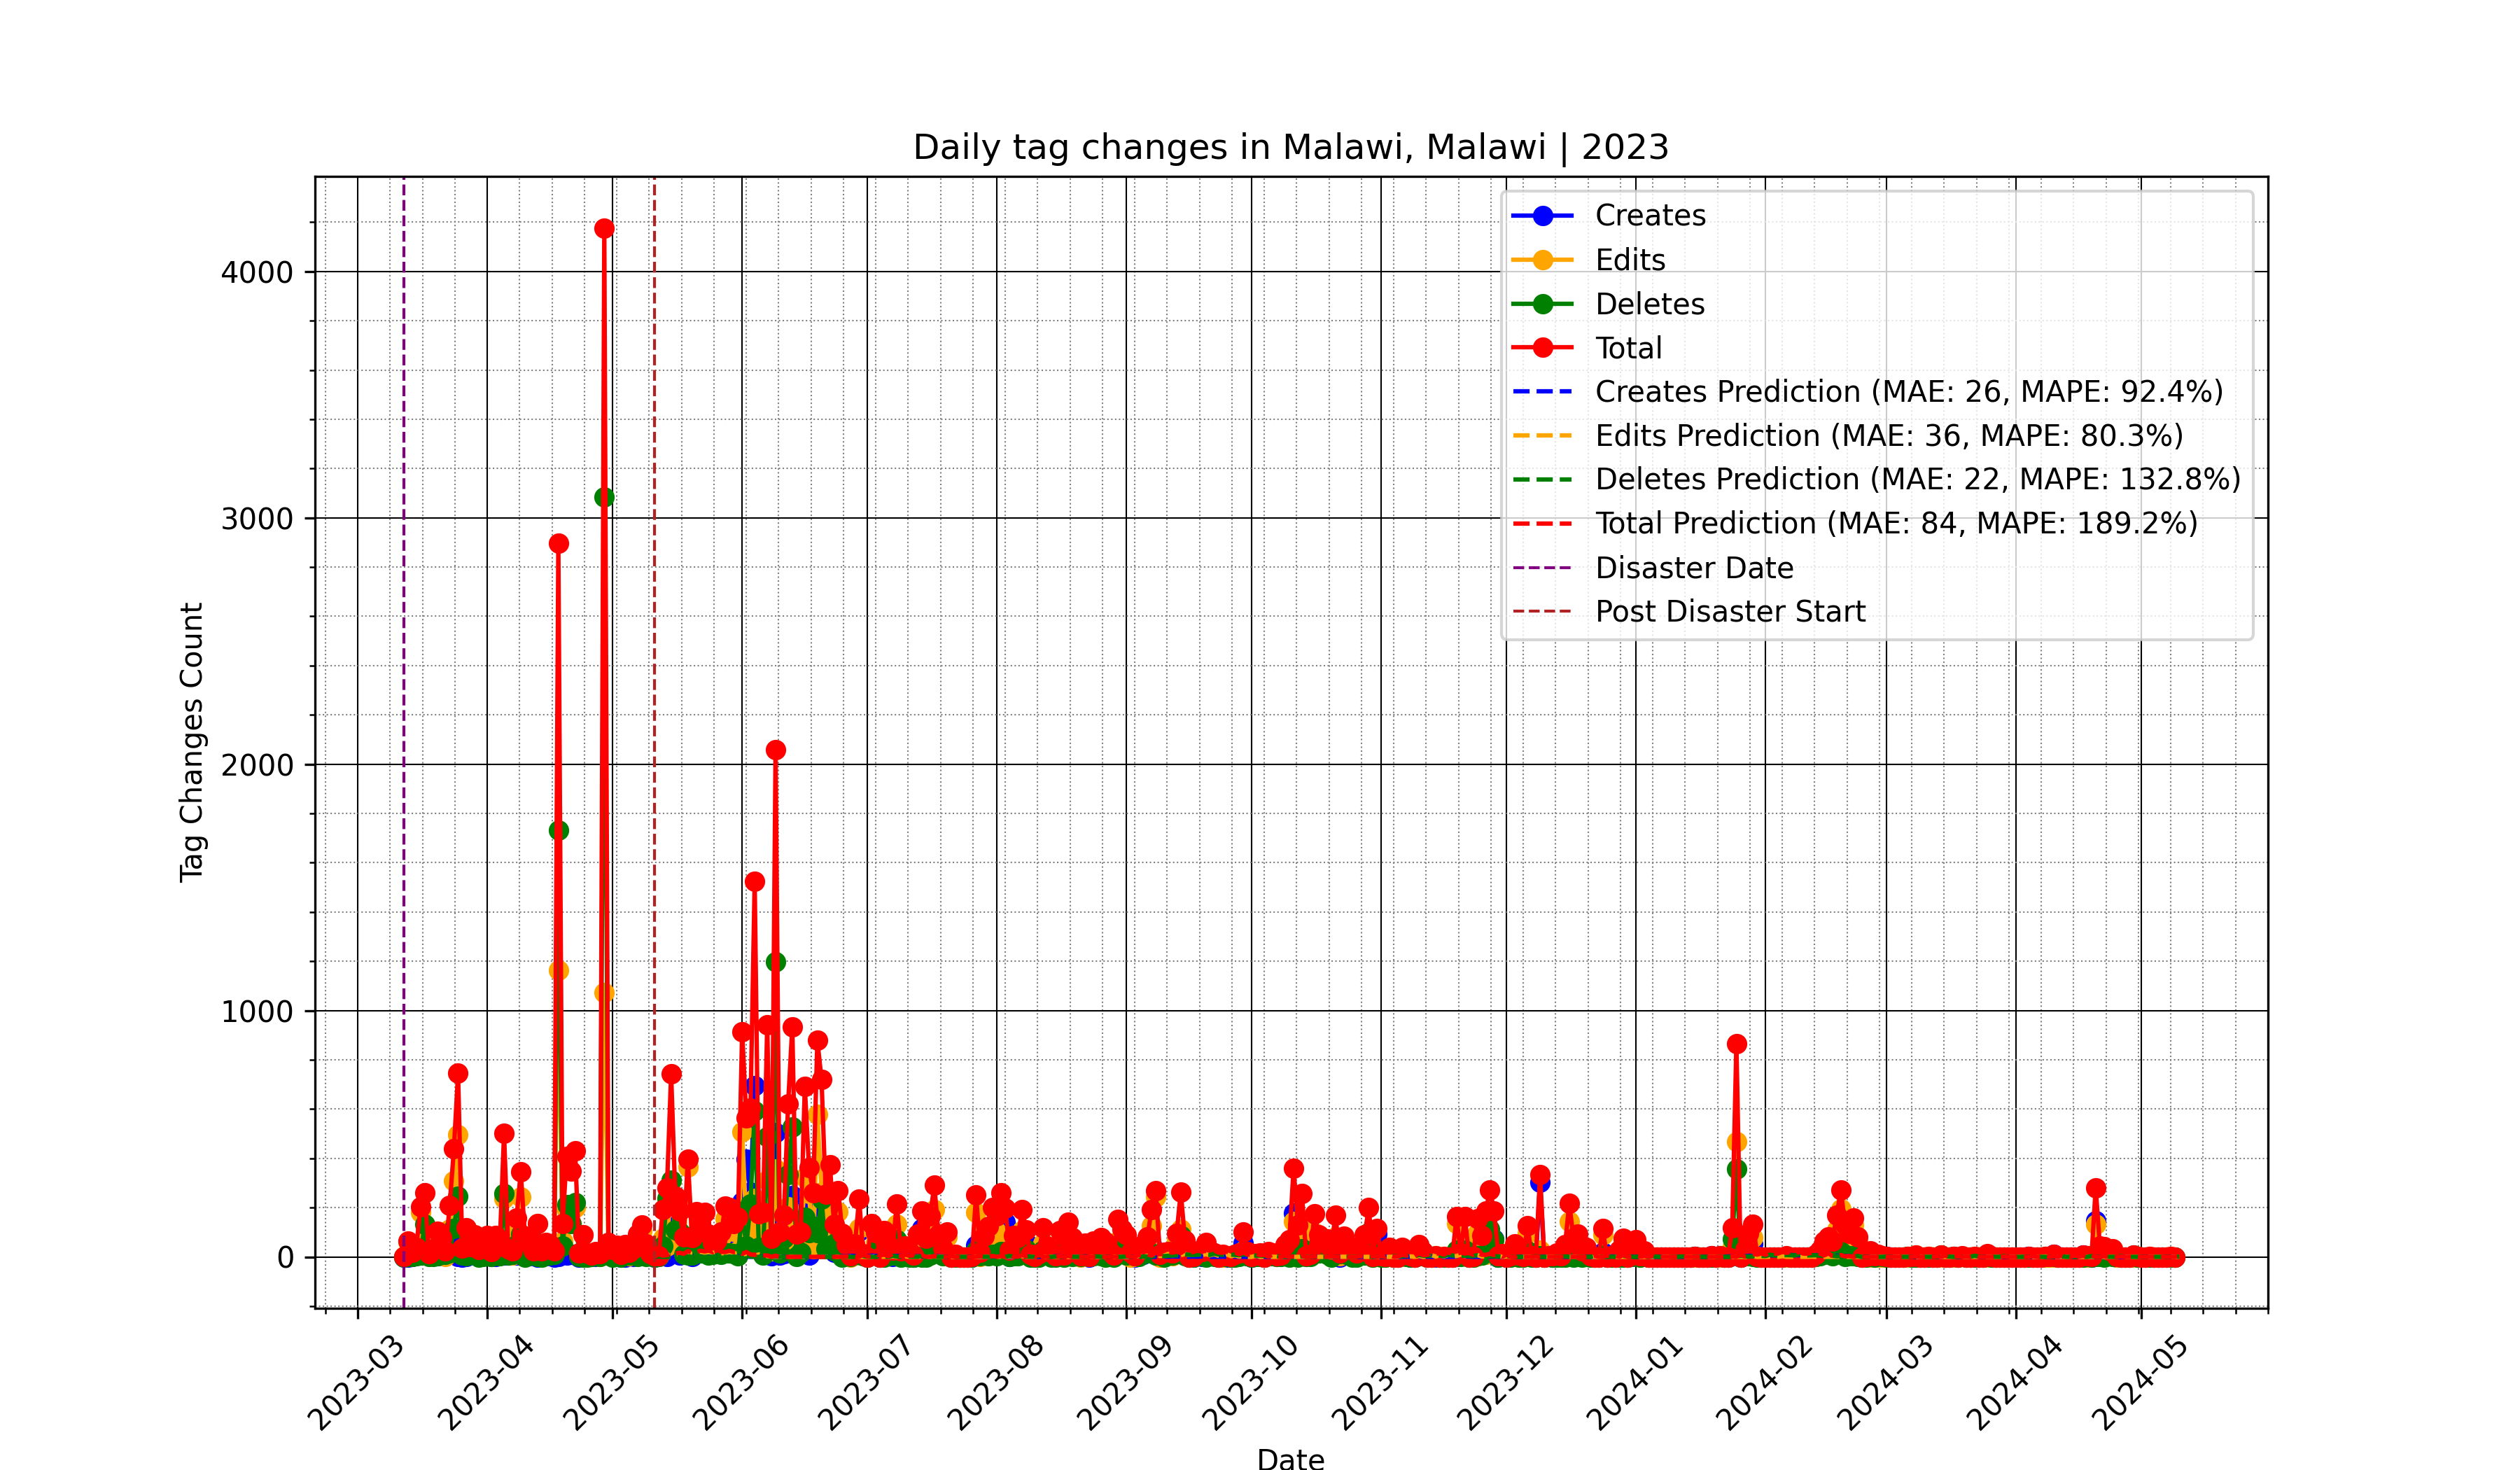 Daily tag changes in Malawi, Malawi | 2023
Tag Changes Count
4000
3000
2000
1000
0
Creates
Edits
Deletes
Total
Creates Prediction (MAE: 26, MAPE: 92.4%)
Edits Prediction (MAE: 36, MAPE: 80.3%)
Deletes Prediction (MAE: 22, MAPE: 132.8%)
Total Prediction (MAE: 84, MAPE: 189.2%)
Disaster Date
Post Disaster Start
2023-03
2023-04
2023-05
2023-06
2023-07
2023-08
2023-09
2023-10
2023-11
2023-12
2024-01
2024-02
2024-03
2024-04
2024-05
Date